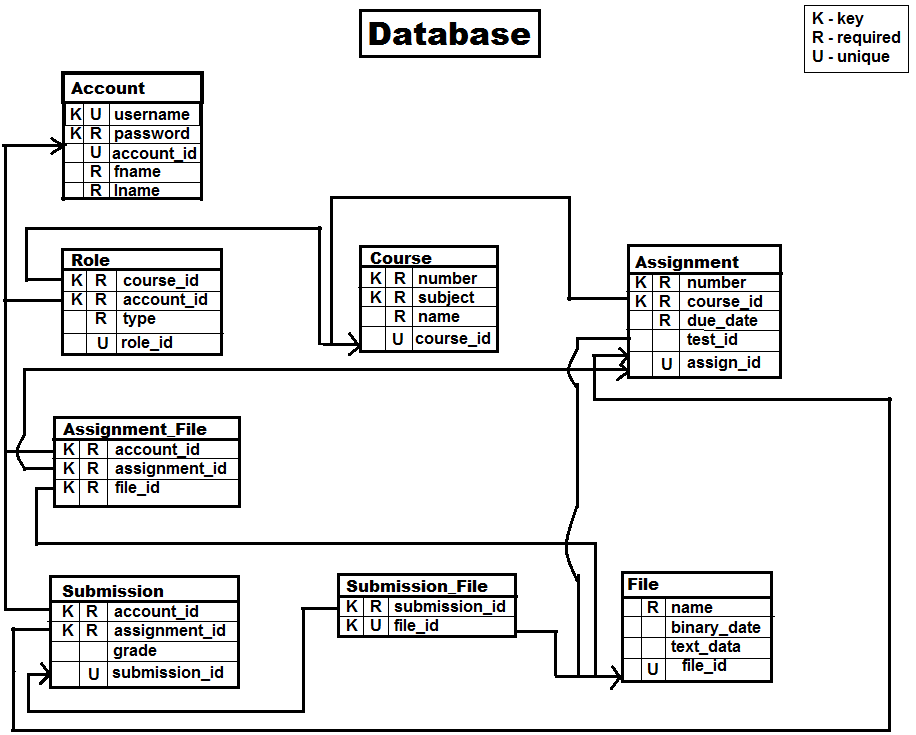 Database
K - key
R - required
U - unique
Account
K U username
K R password
U account_id
R fname
R lname
Role
K R course_id
K R account_id
R type
U role_id
Course
K R number
K R subject
R name
U course_id
Assignment
K R number
K R course_id
R due_date
test_id
U assign_id
Assignment_File
K R account_id
K R assignment_id
K R file_id
Submission
K R account_id
K R assignment_id
grade
U submission_id
Submission_File
K R submission_id
K U file_id
File
R name
binary_date
text_data
U file_id